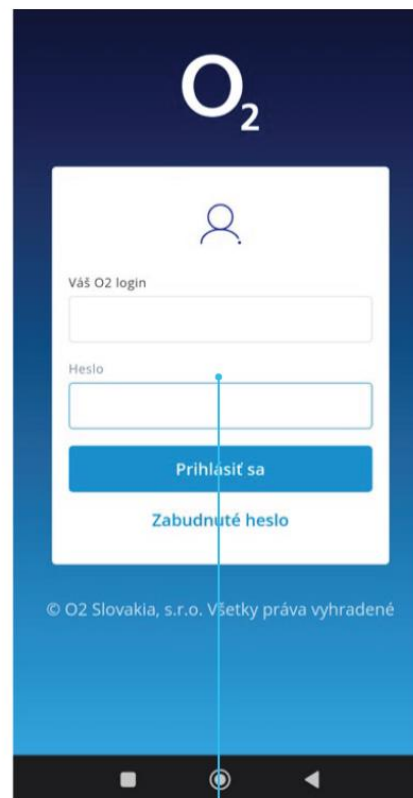 O2
Váš O2 login
Heslo
Prihlásiť sa
Zabudnuté heslo
© O2 Slovakia, s.r.o. Všetky práva vyhradené